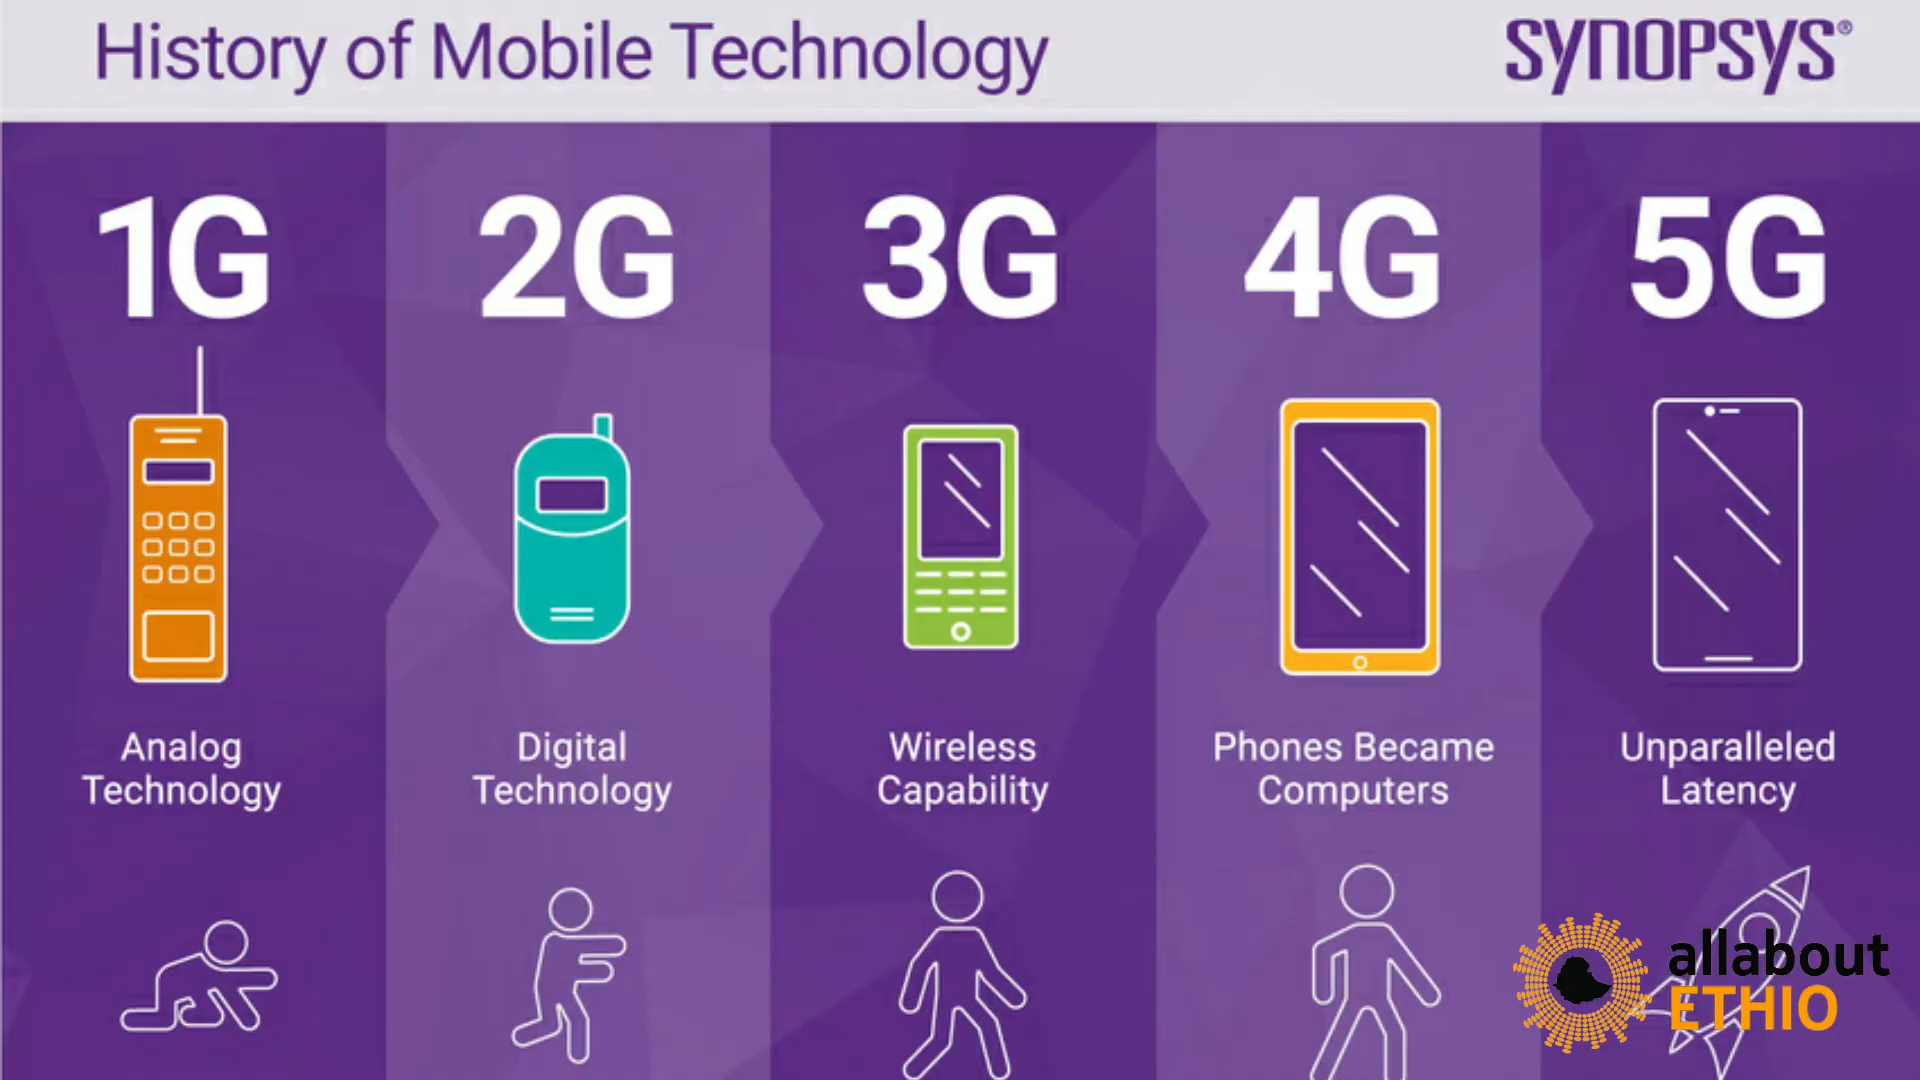 History of Mobile Technology
SYNOPSYS®
1G
2G
3G
4G
5G
Analog
Technology
Digital
Technology
Wireless
Capability
Phones Became
Computers
Unparalleled
Latency
allabout
ETHIO